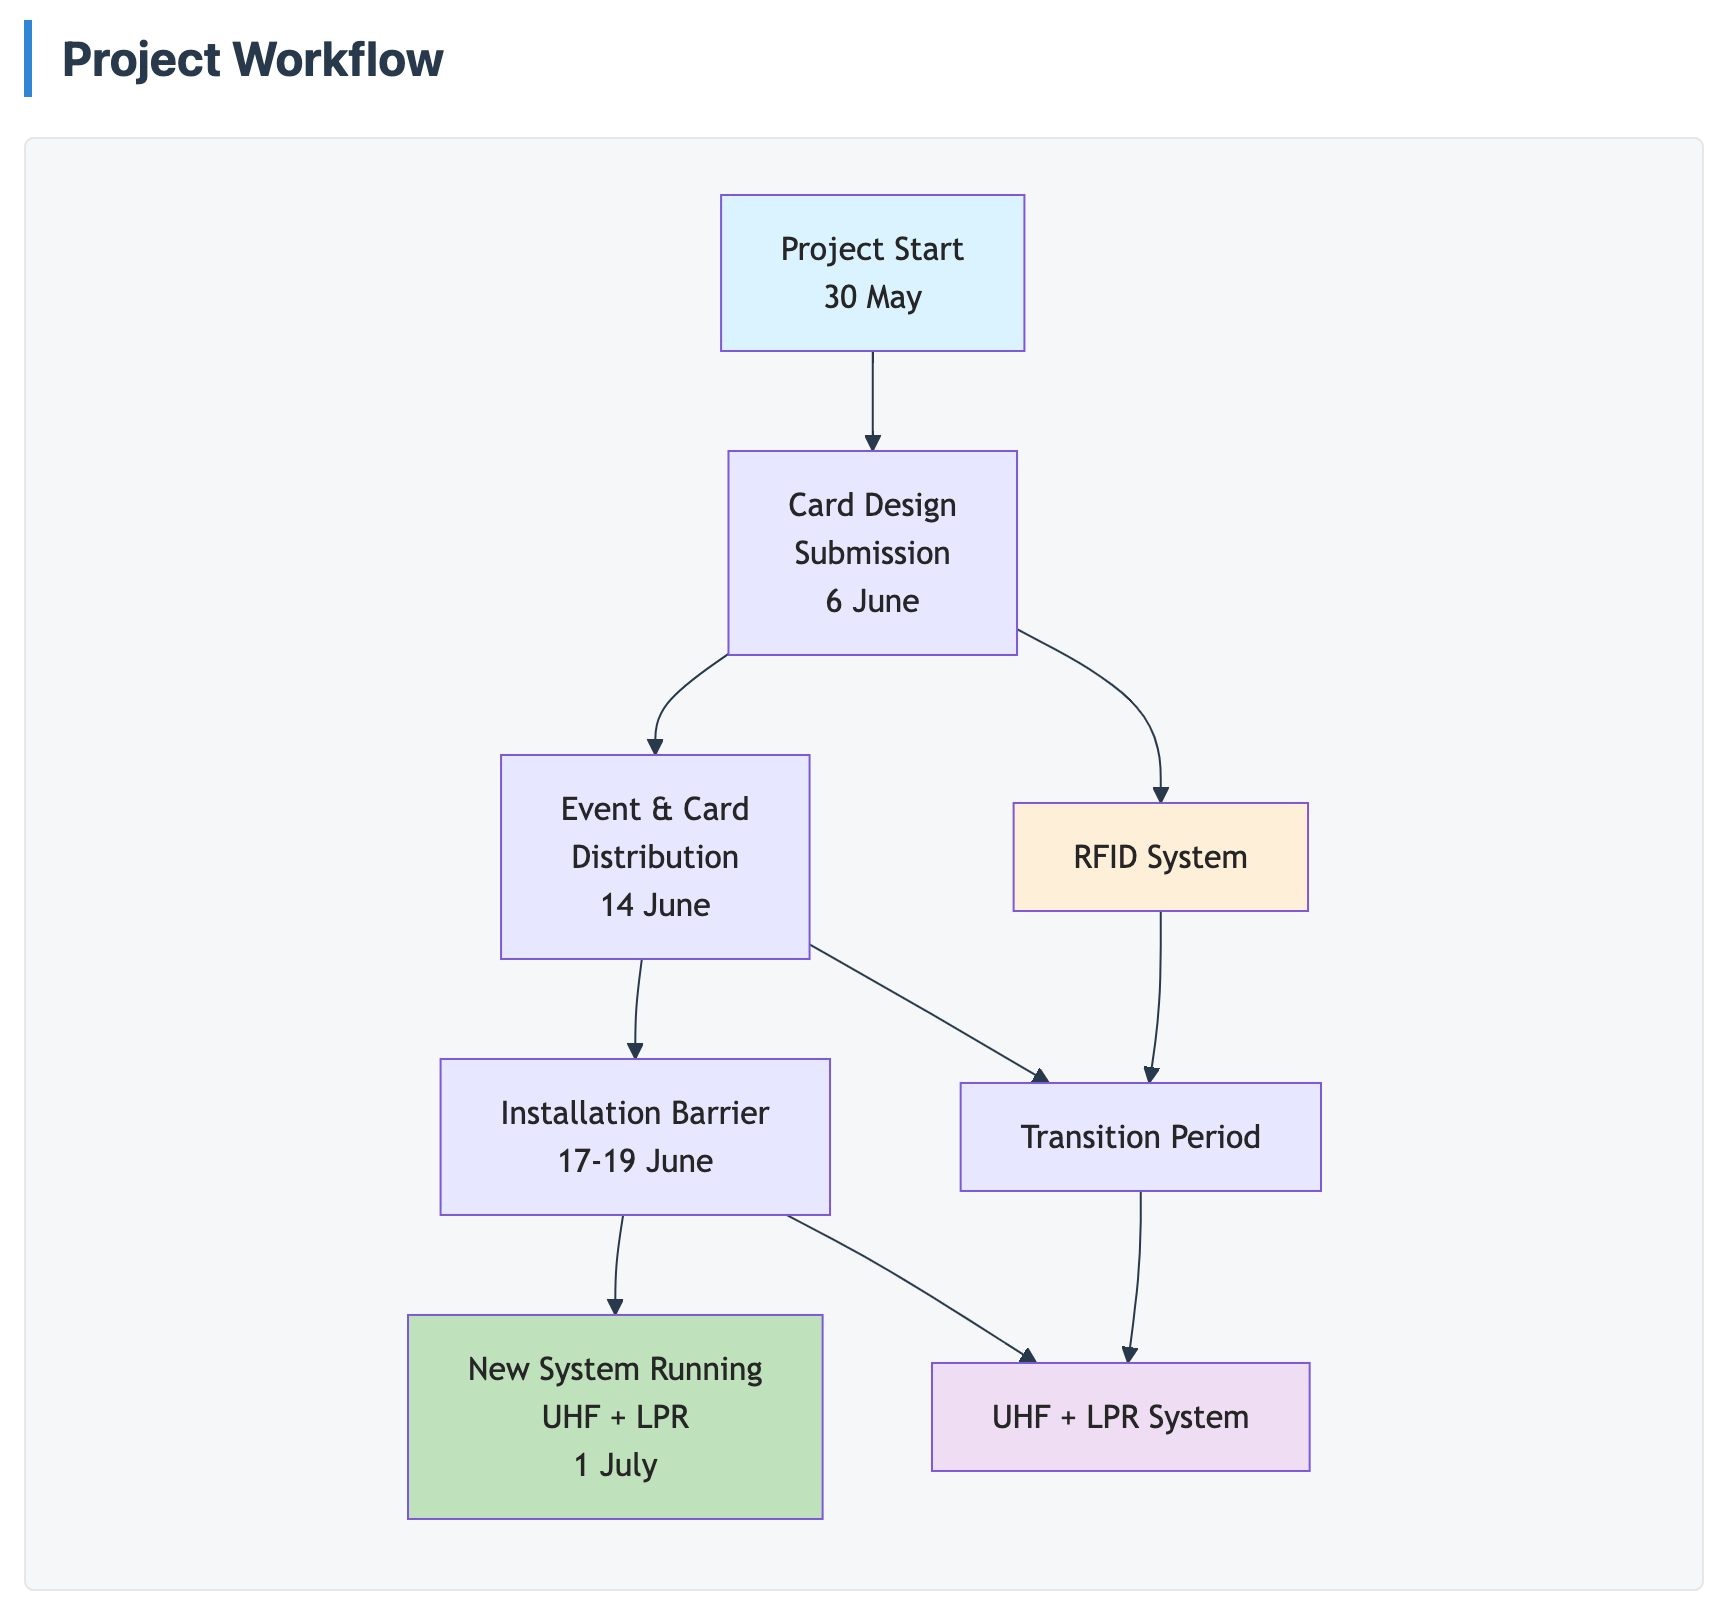 Project Workflow
Project Start
30 May
Card Design
Submission
6 June
Event & Card
Distribution
14 June
RFID System
Installation Barrier
17-19 June
Transition Period
New System Running
UHF + LPR
1 July
UHF + LPR System